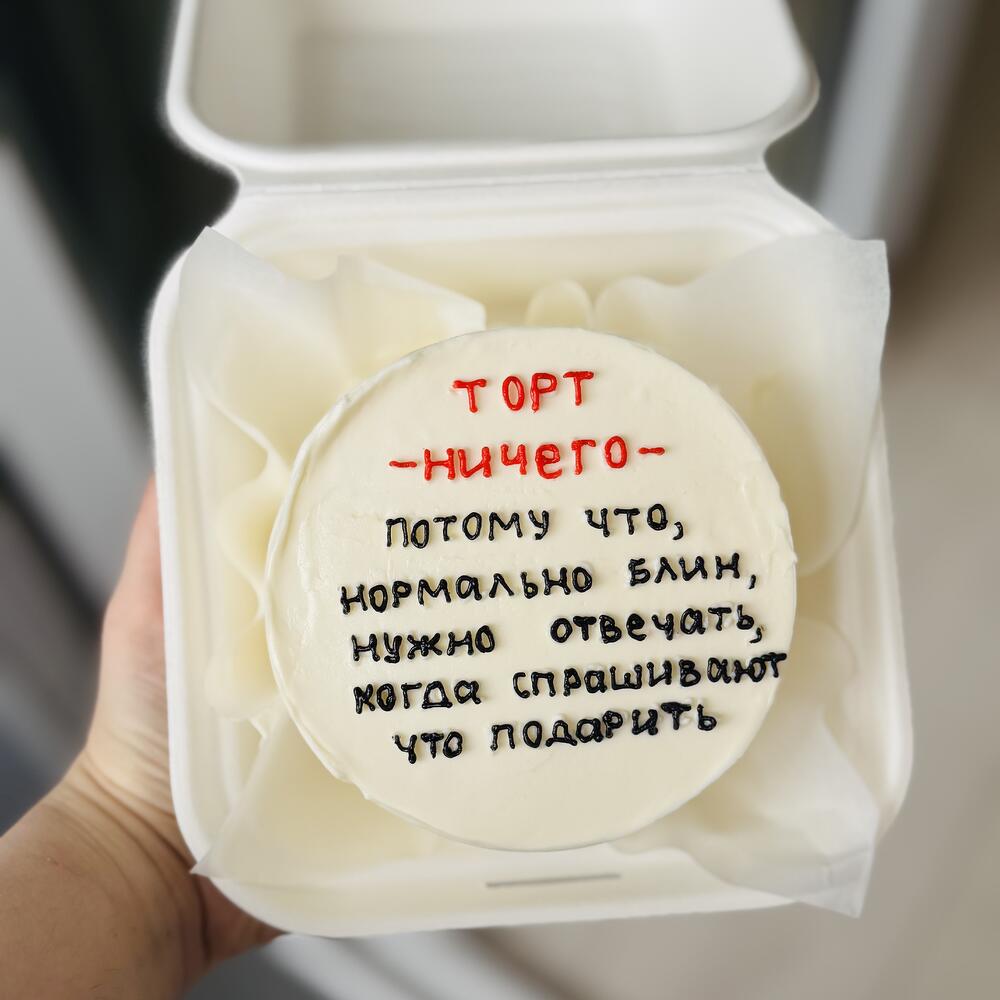 ТОРТ
-НИЧЕГО-
ПОТОМУ ЧТО,
НОРМАЛЬНО БЛИН,
НУЖНО ОТВЕЧАТЬ,
КОГДА СПРАШИВАЮТ
ЧТО ПОДАРИТЬ